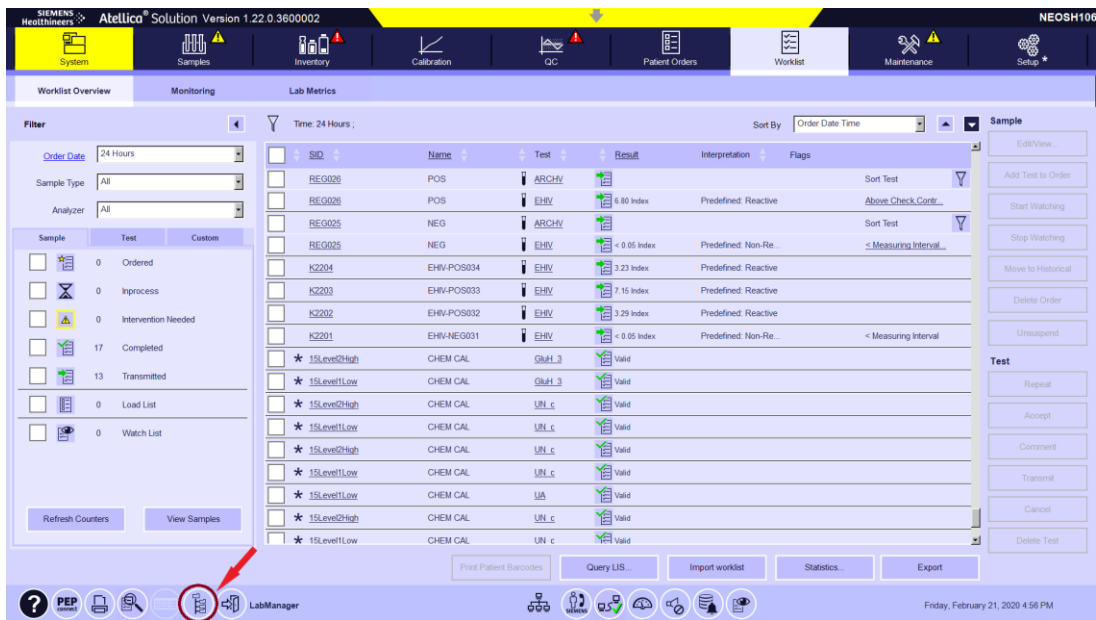 SIEMENS Healthineers Atellica® Solution Version 1.22.0.3600002 NEOSH106
System Samples Inventory Calibration QC Patient Orders Worklist Maintenance Setup *
Worklist Overview Monitoring Lab Metrics
Filter Time: 24 Hours ; Sort By Order Date Time Sample
Order Date 24 Hours
Sample Type All
Analyzer All
Sample Test Custom
0 Ordered
0 Inprocess
0 Intervention Needed
17 Completed
13 Transmitted
0 Load List
0 Watch List
Refresh Counters View Samples
SID Name Test Result Interpretation Flags
REG026 POS ARCHV Sort Test
REG026 POS EHIV 6.80 Index Predefined: Reactive Above Check,Contr...
REG025 NEG ARCHV Sort Test
REG025 NEG EHIV < 0.05 Index Predefined: Non-Re... < Measuring Interval...
K2204 EHIV-POS034 EHIV 3.23 Index Predefined: Reactive
K2203 EHIV-POS033 EHIV 7.15 Index Predefined: Reactive
K2202 EHIV-POS032 EHIV 3.29 Index Predefined: Reactive
K2201 EHIV-NEG031 EHIV < 0.05 Index Predefined: Non-Re... < Measuring Interval
* 15Level2High CHEM CAL GluH_3 Valid
* 15Level1Low CHEM CAL GluH_3 Valid
* 15Level2High CHEM CAL UN_c Valid
* 15Level1Low CHEM CAL UN_c Valid
* 15Level2High CHEM CAL UN_c Valid
* 15Level1Low CHEM CAL UN_c Valid
* 15Level1Low CHEM CAL UA Valid
* 15Level2High CHEM CAL UN_c Valid
* 15Level1Low CHEM CAL UN_c Valid
Edit/View...
Add Test to Order
Start Watching
Stop Watching
Move to Historical
Delete Order
Unsuspend
Test
Repeat
Accept
Comment
Transmit
Cancel
Delete Test
Print Patient Barcodes Query LIS... Import worklist Statistics... Export
? PEP connect LabManager SIEMENS Friday, February 21, 2020 4:56 PM